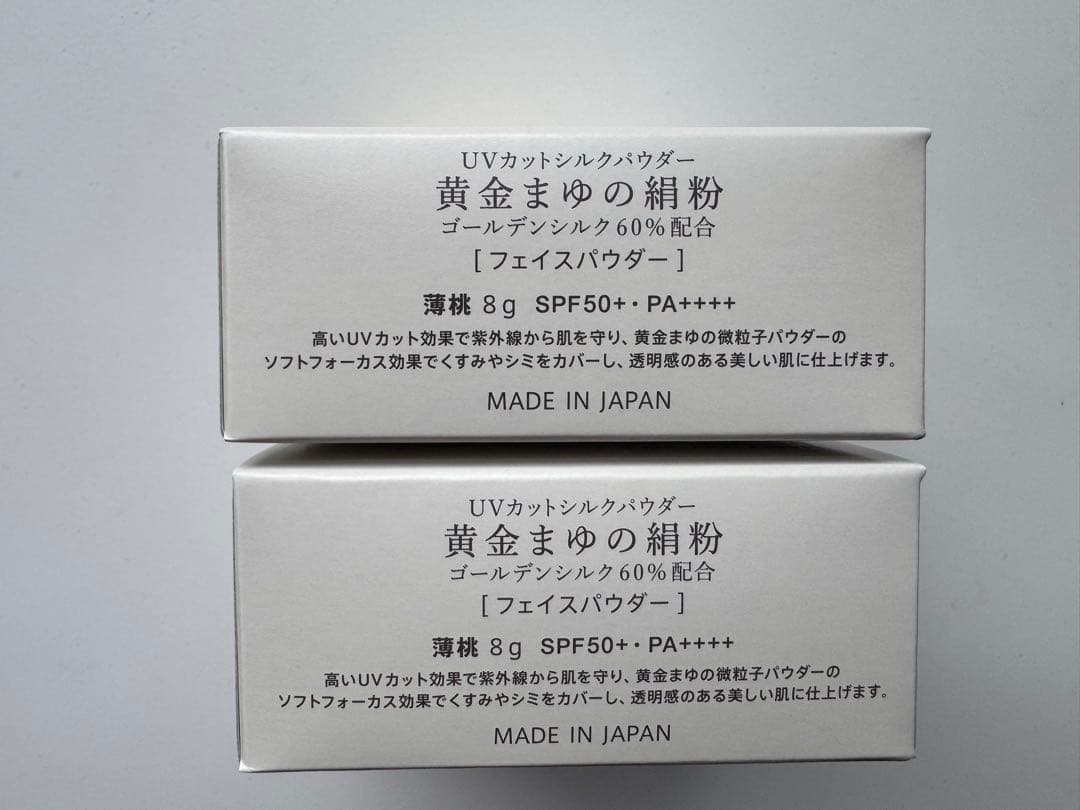 UVカットシルクパウダー
黄金まゆの絹粉
ゴールデンシルク60%配合
[フェイスパウダー]
薄桃 8g SPF50+・PA++++
高いUVカット効果で紫外線から肌を守り、黄金まゆの微粒子パウダーの
ソフトフォーカス効果でくすみやシミをカバーし、透明感のある美しい肌に仕上げます。
MADE IN JAPAN
UVカットシルクパウダー
黄金まゆの絹粉
ゴールデンシルク60%配合
[フェイスパウダー]
薄桃 8g SPF50+・PA++++
高いUVカット効果で紫外線から肌を守り、黄金まゆの微粒子パウダーの
ソフトフォーカス効果でくすみやシミをカバーし、透明感のある美しい肌に仕上げます。
MADE IN JAPAN